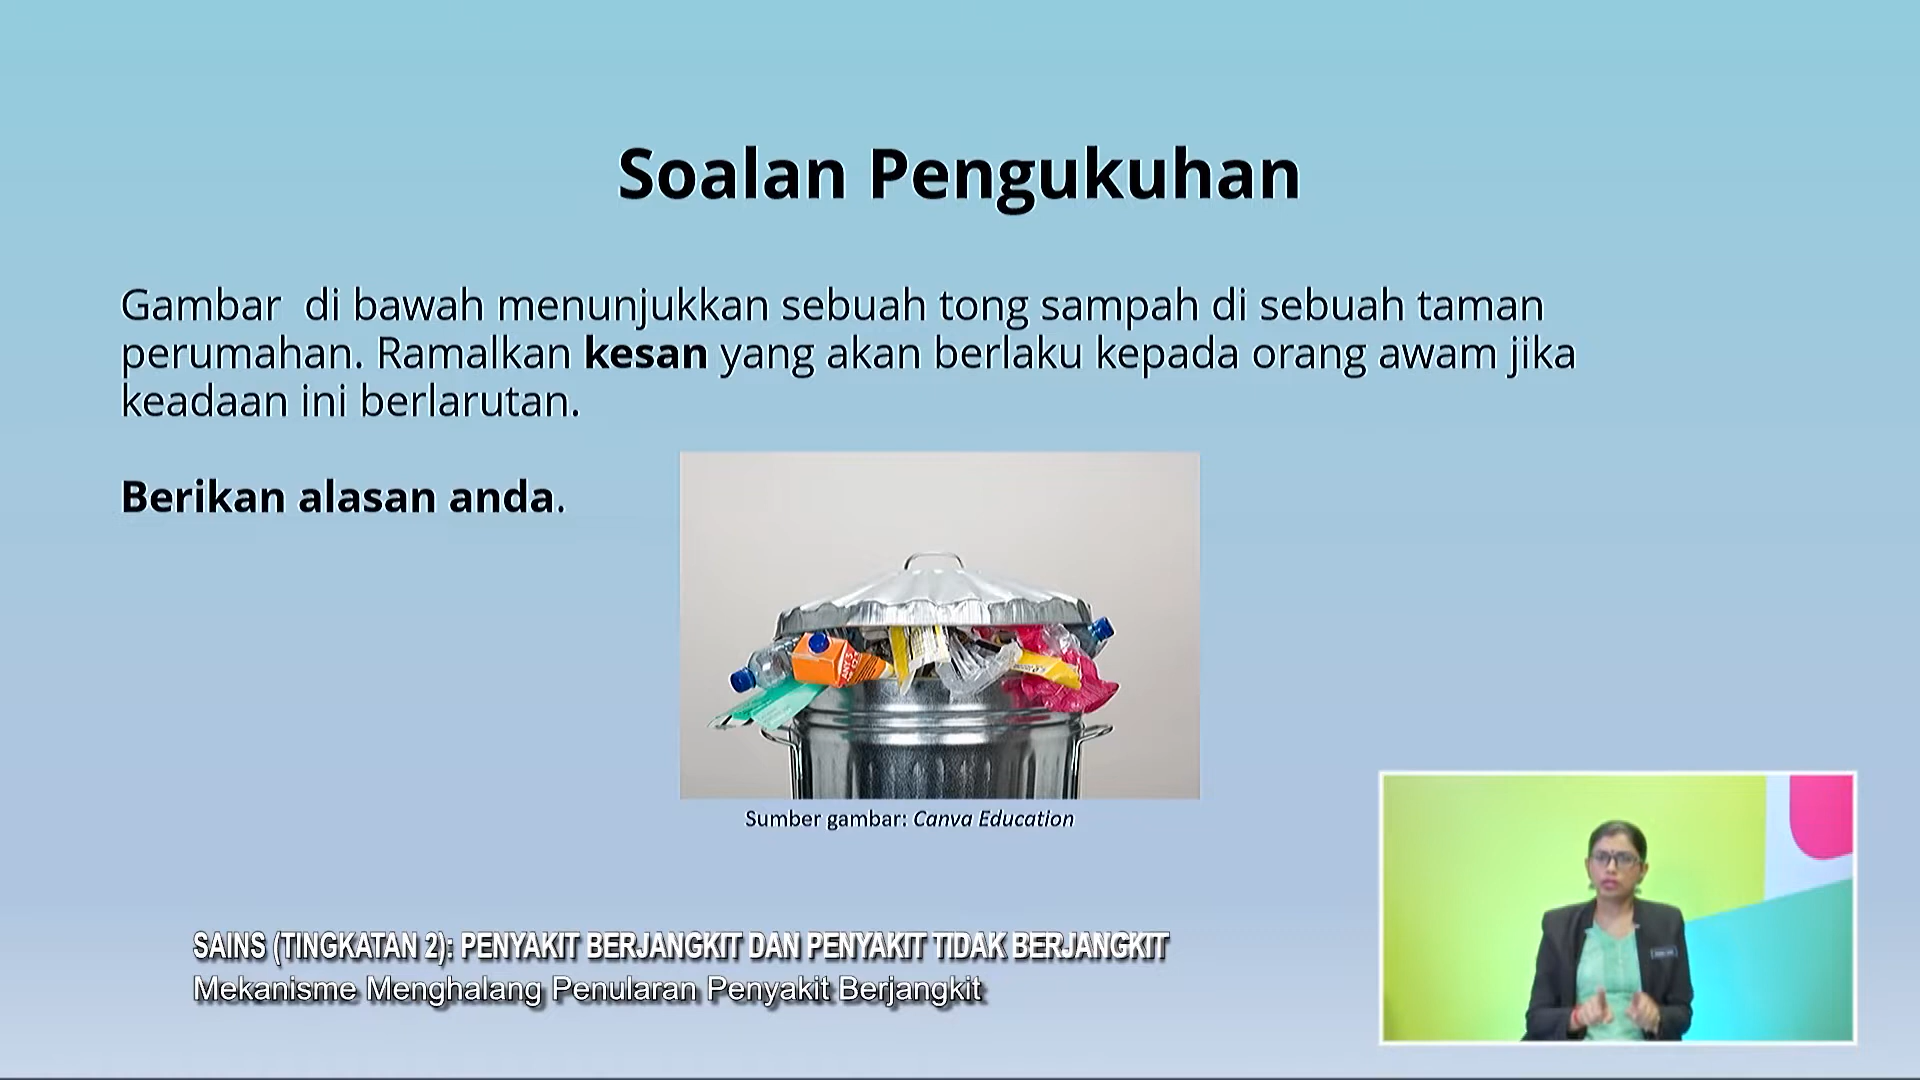 Soalan Pengukuhan
Gambar di bawah menunjukkan sebuah tong sampah di sebuah taman
perumahan. Ramalkan kesan yang akan berlaku kepada orang awam jika
keadaan ini berlarutan.
Berikan alasan anda.
Sumber gambar: Canva Education
SAINS (TINGKATAN 2): PENYAKIT BERJANGKIT DAN PENYAKIT TIDAK BERJANGKIT
Mekanisme Menghalang Penularan Penyakit Berjangkit